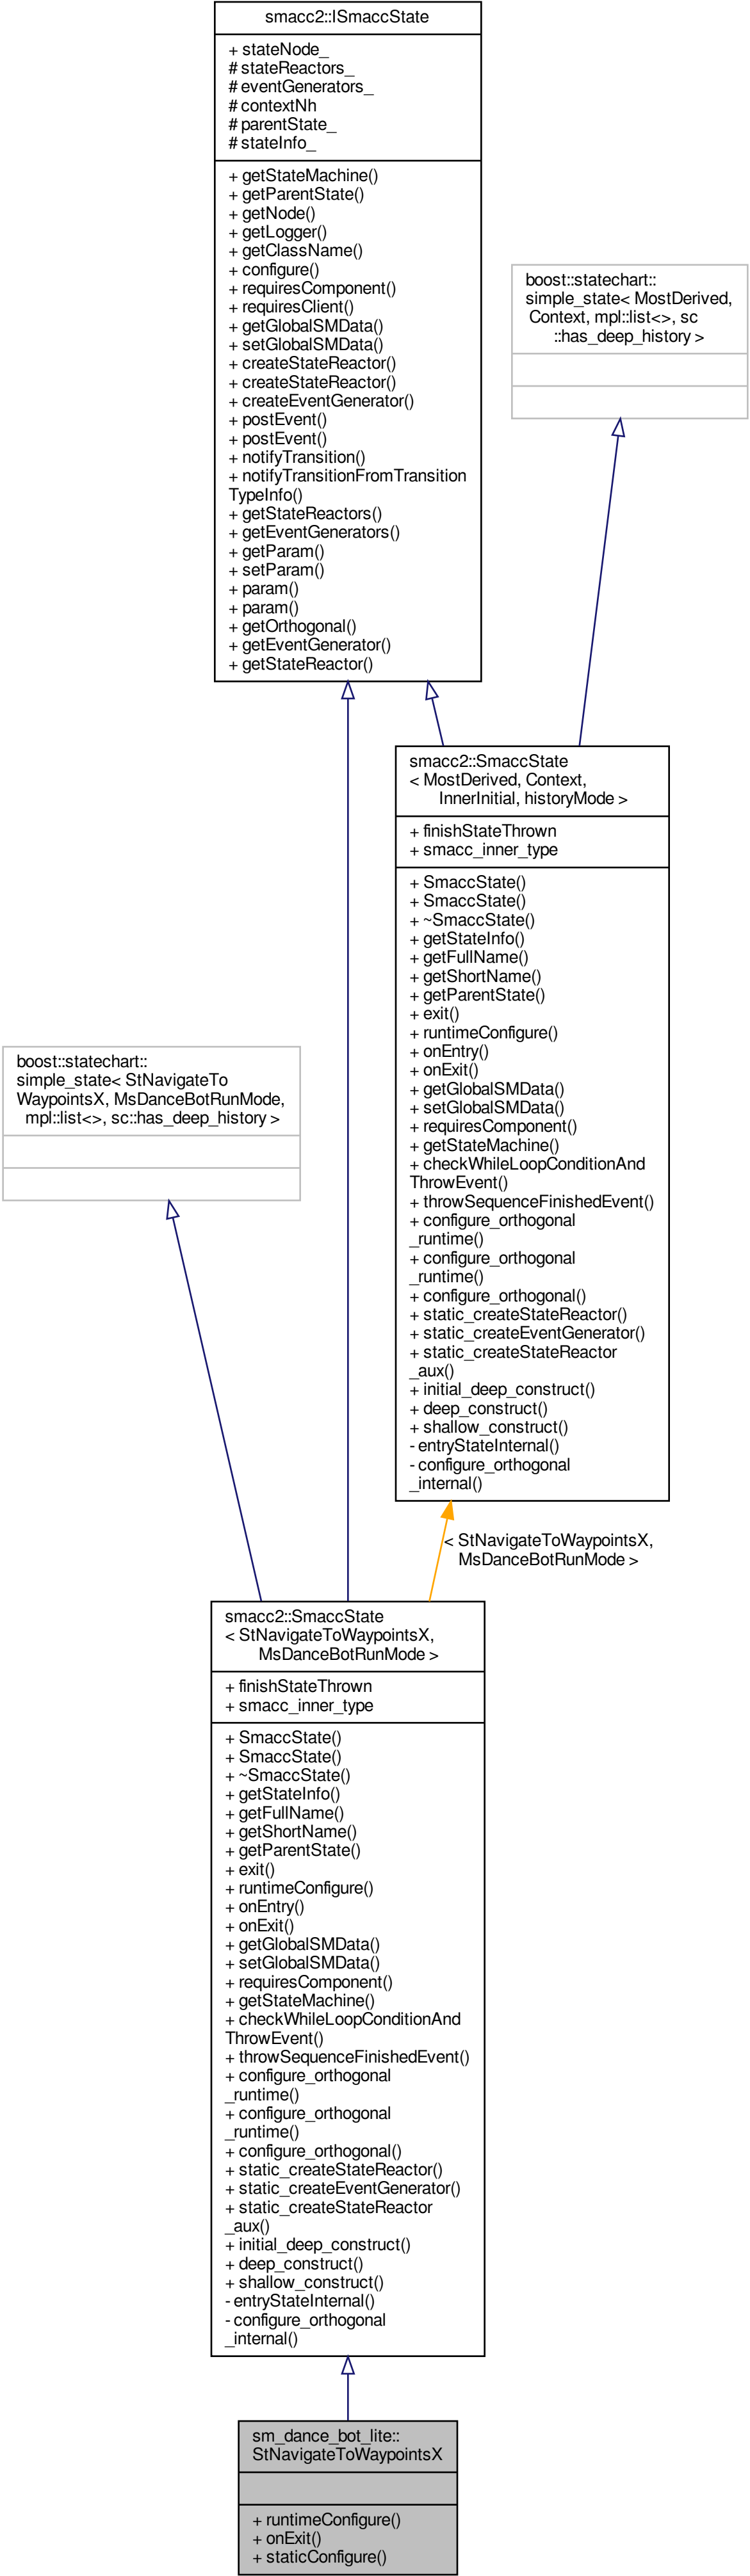 smacc2::ISmaccState
+ stateNode_
# stateReactors_
# eventGenerators_
# contextNh
# parentState_
# stateInfo_
+ getStateMachine()
+ getParentState()
+ getNode()
+ getLogger()
+ getClassName()
+ configure()
+ requiresComponent()
+ requiresClient()
+ getGlobalSMData()
+ setGlobalSMData()
+ createStateReactor()
+ createStateReactor()
+ createEventGenerator()
+ postEvent()
+ postEvent()
+ notifyTransition()
+ notifyTransitionFromTransition
TypeInfo()
+ getStateReactors()
+ getEventGenerators()
+ getParam()
+ setParam()
+ param()
+ param()
+ getOrthogonal()
+ getEventGenerator()
+ getStateReactor()
boost::statechart::
simple_state< MostDerived,
Context, mpl::list<>, sc
::has_deep_history >
smacc2::SmaccState
< MostDerived, Context,
InnerInitial, historyMode >
+ finishStateThrown
+ smacc_inner_type
+ SmaccState()
+ SmaccState()
+ ~SmaccState()
+ getStateInfo()
+ getFullName()
+ getShortName()
+ getParentState()
+ exit()
+ runtimeConfigure()
+ onEntry()
+ onExit()
+ getGlobalSMData()
+ setGlobalSMData()
+ requiresComponent()
+ getStateMachine()
+ checkWhileLoopConditionAnd
ThrowEvent()
+ throwSequenceFinishedEvent()
+ configure_orthogonal
_runtime()
+ configure_orthogonal
_runtime()
+ configure_orthogonal()
+ static_createStateReactor()
+ static_createEventGenerator()
+ static_createStateReactor
_aux()
+ initial_deep_construct()
+ deep_construct()
+ shallow_construct()
- entryStateInternal()
- configure_orthogonal
_internal()
boost::statechart::
simple_state< StNavigateTo
WaypointsX, MsDanceBotRunMode,
mpl::list<>, sc::has_deep_history >
< StNavigateToWaypointsX,
MsDanceBotRunMode >
smacc2::SmaccState
< StNavigateToWaypointsX,
MsDanceBotRunMode >
+ finishStateThrown
+ smacc_inner_type
+ SmaccState()
+ SmaccState()
+ ~SmaccState()
+ getStateInfo()
+ getFullName()
+ getShortName()
+ getParentState()
+ exit()
+ runtimeConfigure()
+ onEntry()
+ onExit()
+ getGlobalSMData()
+ setGlobalSMData()
+ requiresComponent()
+ getStateMachine()
+ checkWhileLoopConditionAnd
ThrowEvent()
+ throwSequenceFinishedEvent()
+ configure_orthogonal
_runtime()
+ configure_orthogonal
_runtime()
+ configure_orthogonal()
+ static_createStateReactor()
+ static_createEventGenerator()
+ static_createStateReactor
_aux()
+ initial_deep_construct()
+ deep_construct()
+ shallow_construct()
- entryStateInternal()
- configure_orthogonal
_internal()
sm_dance_bot_lite::
StNavigateToWaypointsX
+ runtimeConfigure()
+ onExit()
+ staticConfigure()